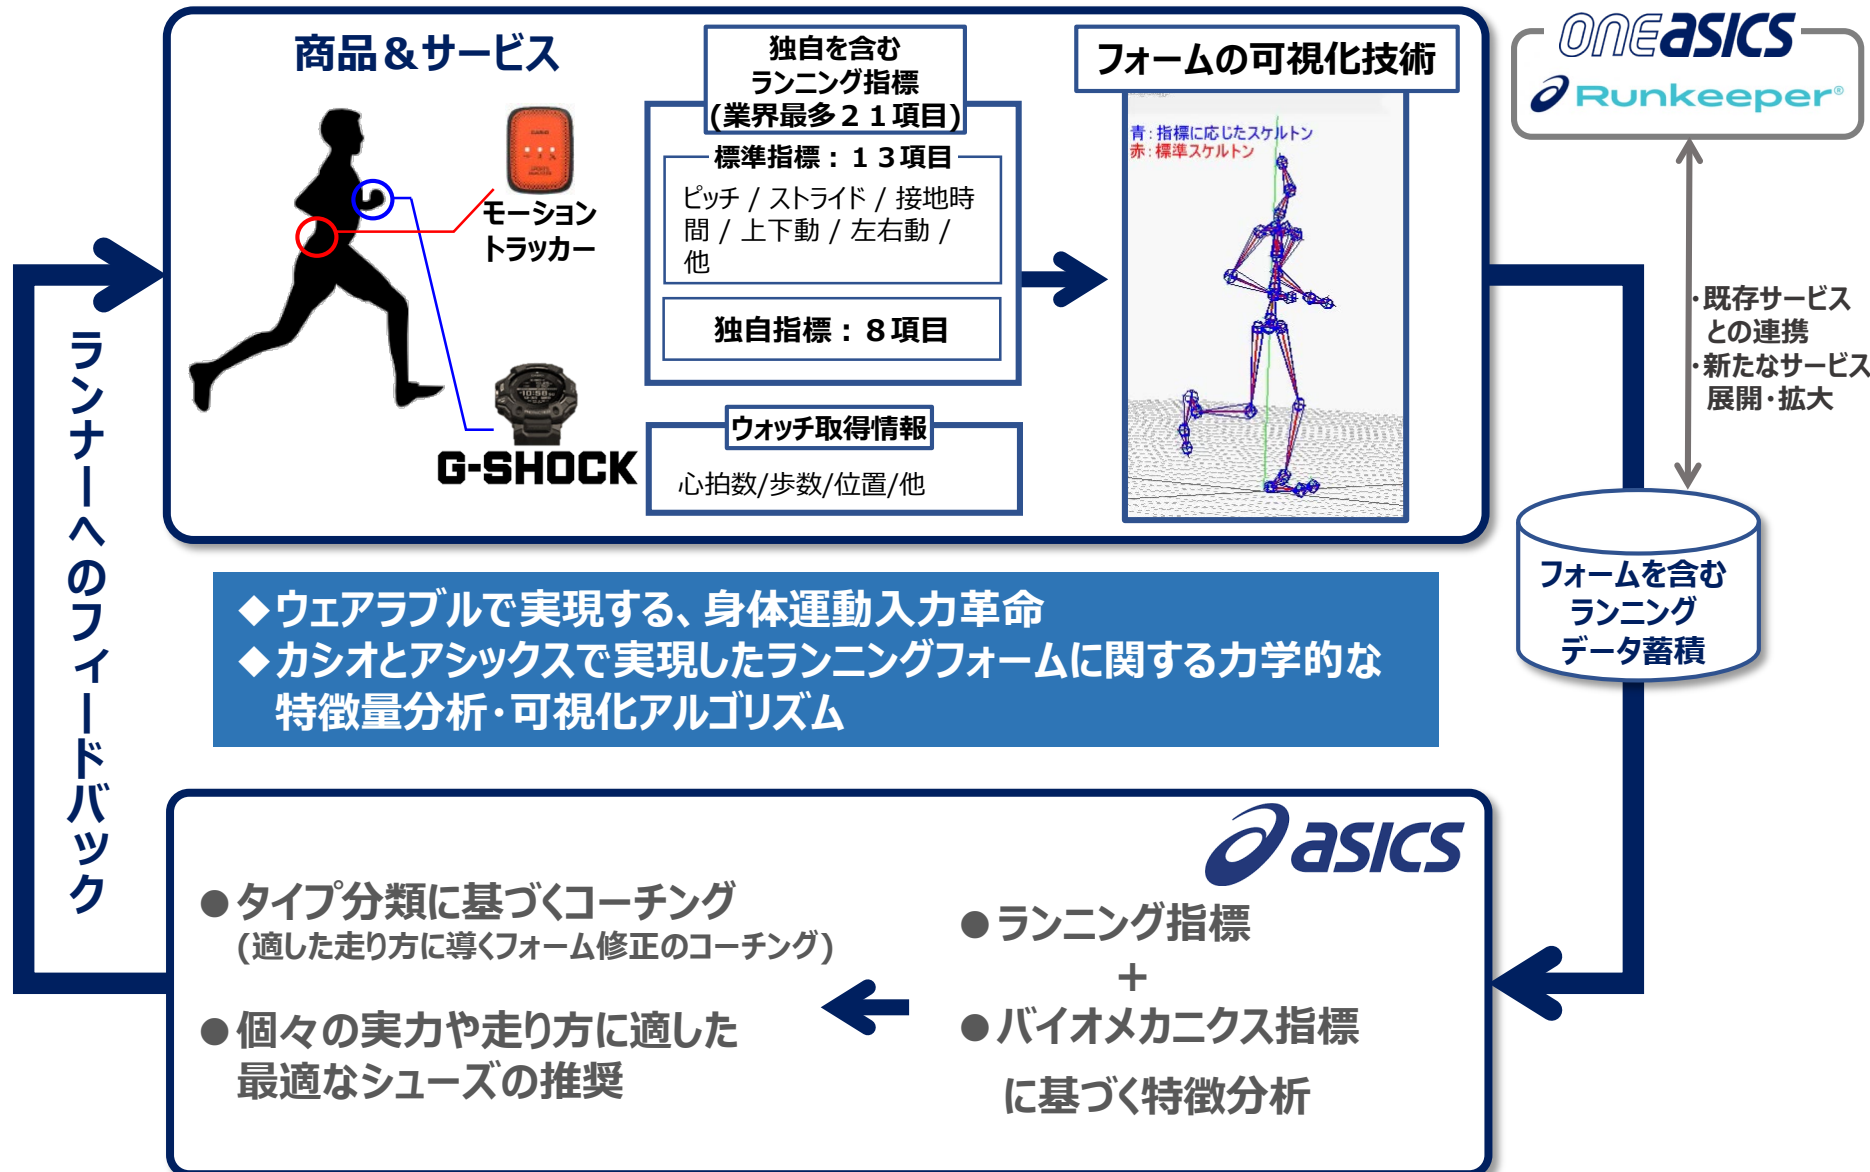 商品&サービス
モーション
トラッカー
G-SHOCK
独自を含む
ランニング指標
(業界最多21項目)
標準指標:13項目
ピッチ / ストライド / 接地時
間 / 上下動 / 左右動 /
他
独自指標:8項目
ウォッチ取得情報
心拍数/歩数/位置/他
フォームの可視化技術
青:指標に応じたスケルトン
赤:標準スケルトン
ONEASICS
Runkeeper®
・既存サービス
との連携
・新たなサービス
展開・拡大
フォームを含む
ランニング
データ蓄積
ランナーへのフィードバック
◆ウェアラブルで実現する、身体運動入力革命
◆カシオとアシックスで実現したランニングフォームに関する力学的な
特徴量分析・可視化アルゴリズム
asics
●ランニング指標
+
●バイオメカニクス指標
に基づく特徴分析
●タイプ分類に基づくコーチング
(適した走り方に導くフォーム修正のコーチング)
●個々の実力や走り方に適した
最適なシューズの推奨